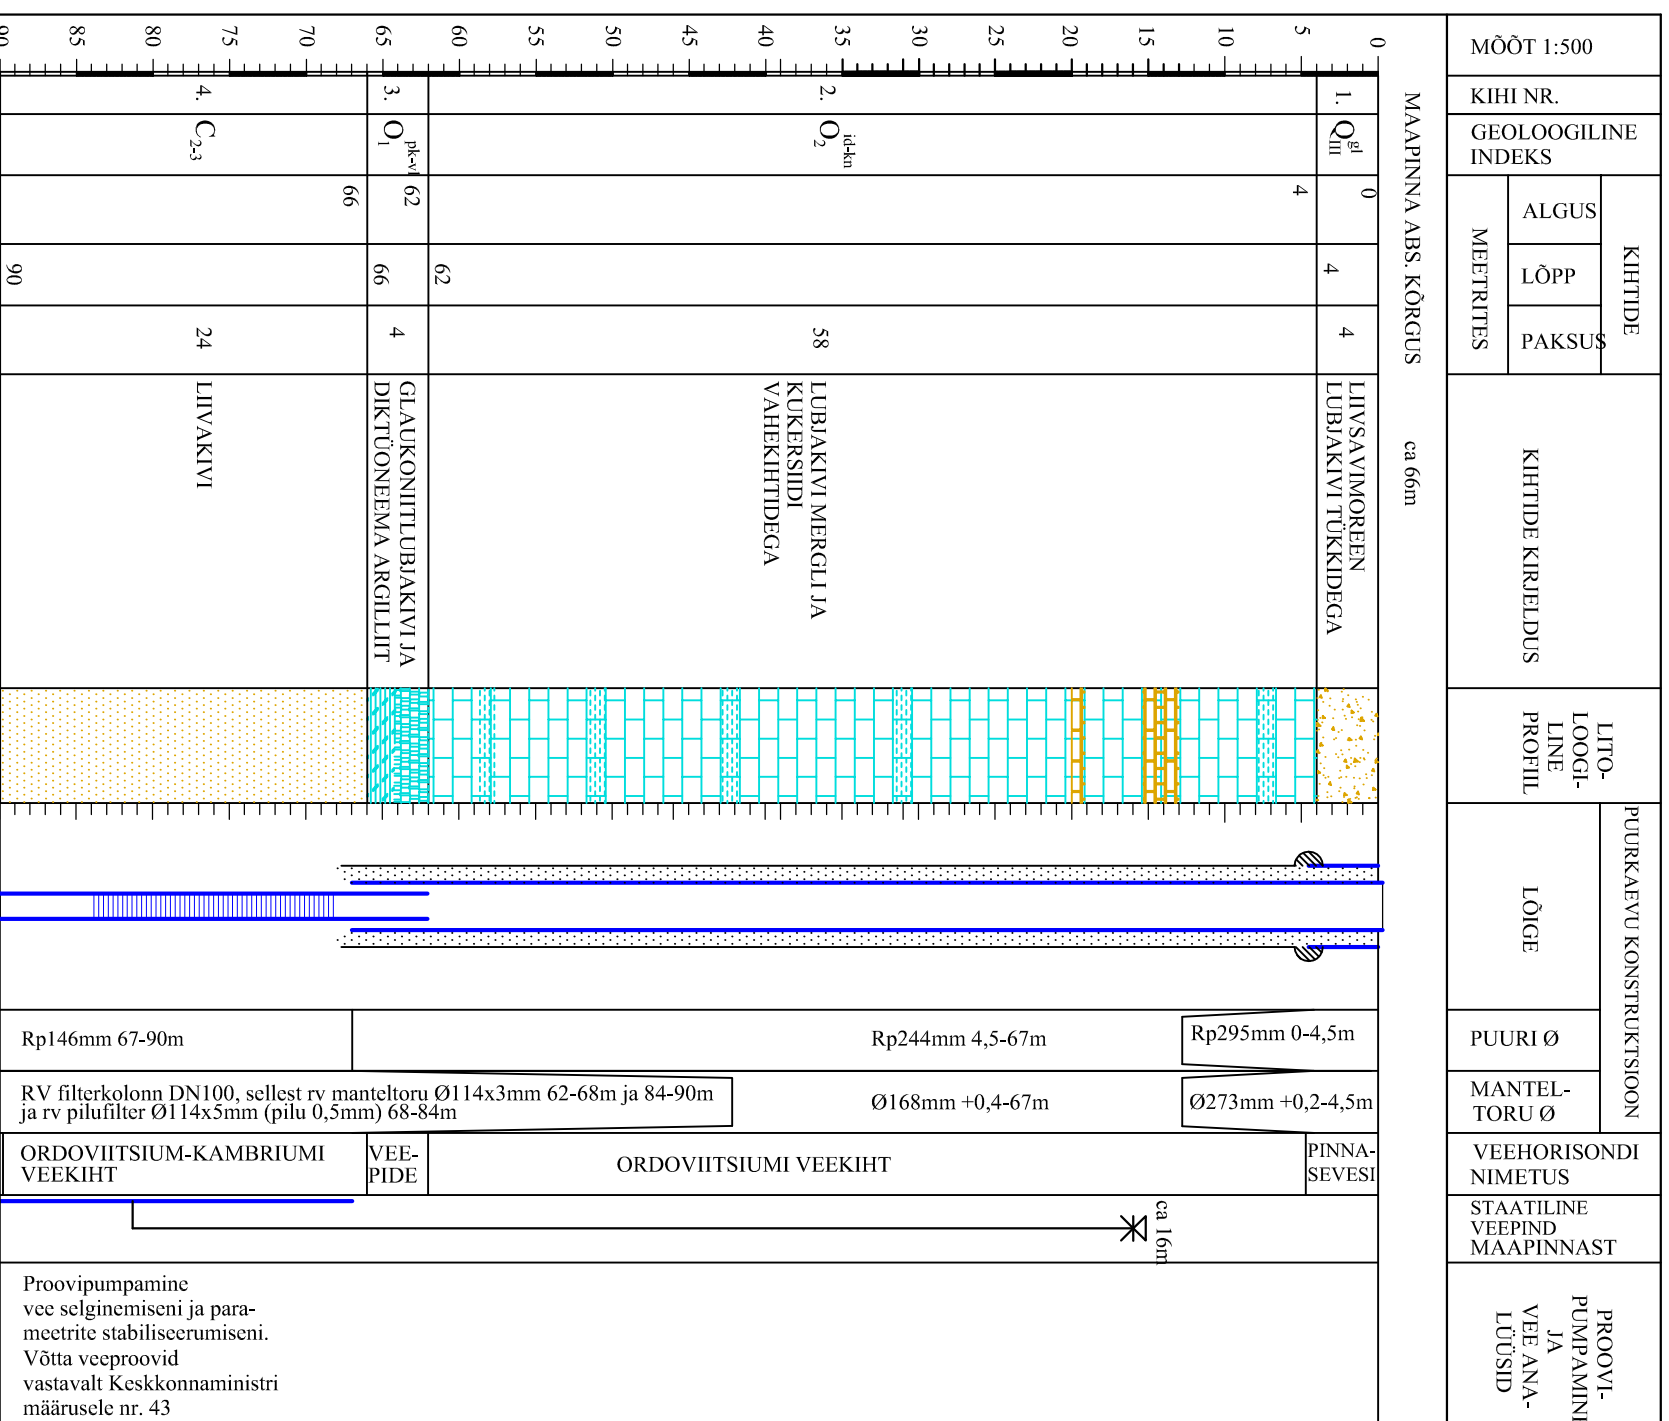 MÕÕT 1:500
KIHI NR.
GEOLOOGILINE
INDEKS
KIHTIDE
MEETRITES
ALGUS
LÕPP
PAKSUS
KIHTIDE KIRJELDUS
LITO-
LOOGI-
LINE
PROFIIL
PUURKAEVU KONSTRUKTSIOON
LÕIGE
PUURI Ø
MANTEL-
TORU Ø
VEEHORISONDI
NIMETUS
STAATILINE
VEEPIND
MAAPINNAST
PROOVI-
PUMPAMINE
JA
VEE ANA-
LÜÜSID
MAAPINNA ABS. KÕRGUS ca 66m
0
5
10
15
20
25
30
35
40
45
50
55
60
65
70
75
80
85
90
1. Q III gl 0 4 4
LIIVSAVIMOREEN
LUBJAKIVI TÜKKIDEGA
2. O2 id-kn 4 62 58
LUBJAKIVI MERGLI JA
KUKERSIIDI
VAHEKIHTIDEGA
3. O1 pk-vl 62 66 4
GLAUKONIITLUBJAKIVI JA
DIKTÜONEEMA ARGILLIIT
4. C2-3 66 90 24
LIIVAKIVI
Rp146mm 67-90m
Rp244mm 4,5-67m
Rp295mm 0-4,5m
RV filterkolonn DN100, sellest rv manteltoru Ø114x3mm 62-68m ja 84-90m
ja rv pilufilter Ø114x5mm (pilu 0,5mm) 68-84m
Ø168mm +0,4-67m
Ø273mm +0,2-4,5m
ORDOVIITSIUM-KAMBRIUMI
VEEKIHT
VEE-
PIDE
ORDOVIITSIUMI VEEKIHT
PINNA-
SEVESI
ca 16m
Proovipumpamine
vee selginemiseni ja para-
meetrite stabiliseerumiseni.
Võtta veeproovid
vastavalt Keskkonnaministri
määrusele nr. 43